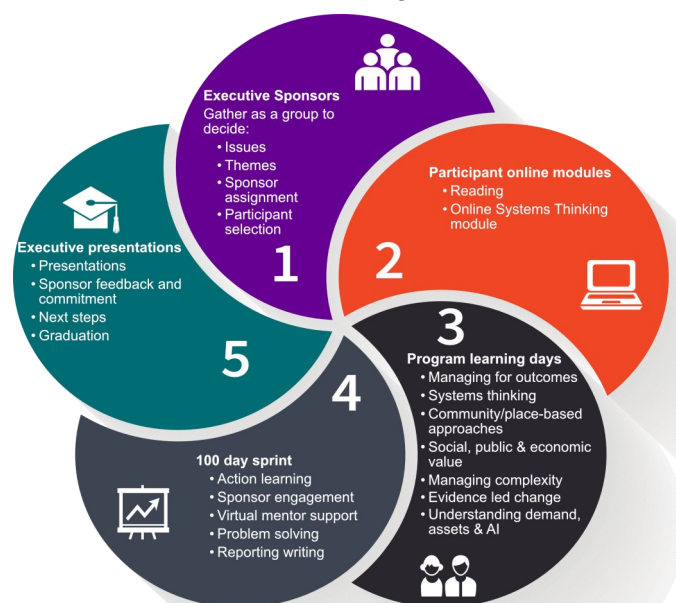 Executive Sponsors
Gather as a group to
decide:
• Issues
• Themes
• Sponsor
assignment
• Participant
selection
1
Participant online modules
• Reading
• Online Systems Thinking
module
2
3
Program learning days
• Managing for outcomes
• Systems thinking
• Community/place-based
approaches
• Social, public & economic
value
• Managing complexity
• Evidence led change
• Understanding demand,
assets & AI
4
100 day sprint
• Action learning
• Sponsor engagement
• Virtual mentor support
• Problem solving
• Reporting writing
Executive presentations
• Presentations
• Sponsor feedback and
commitment
• Next steps
• Graduation
5